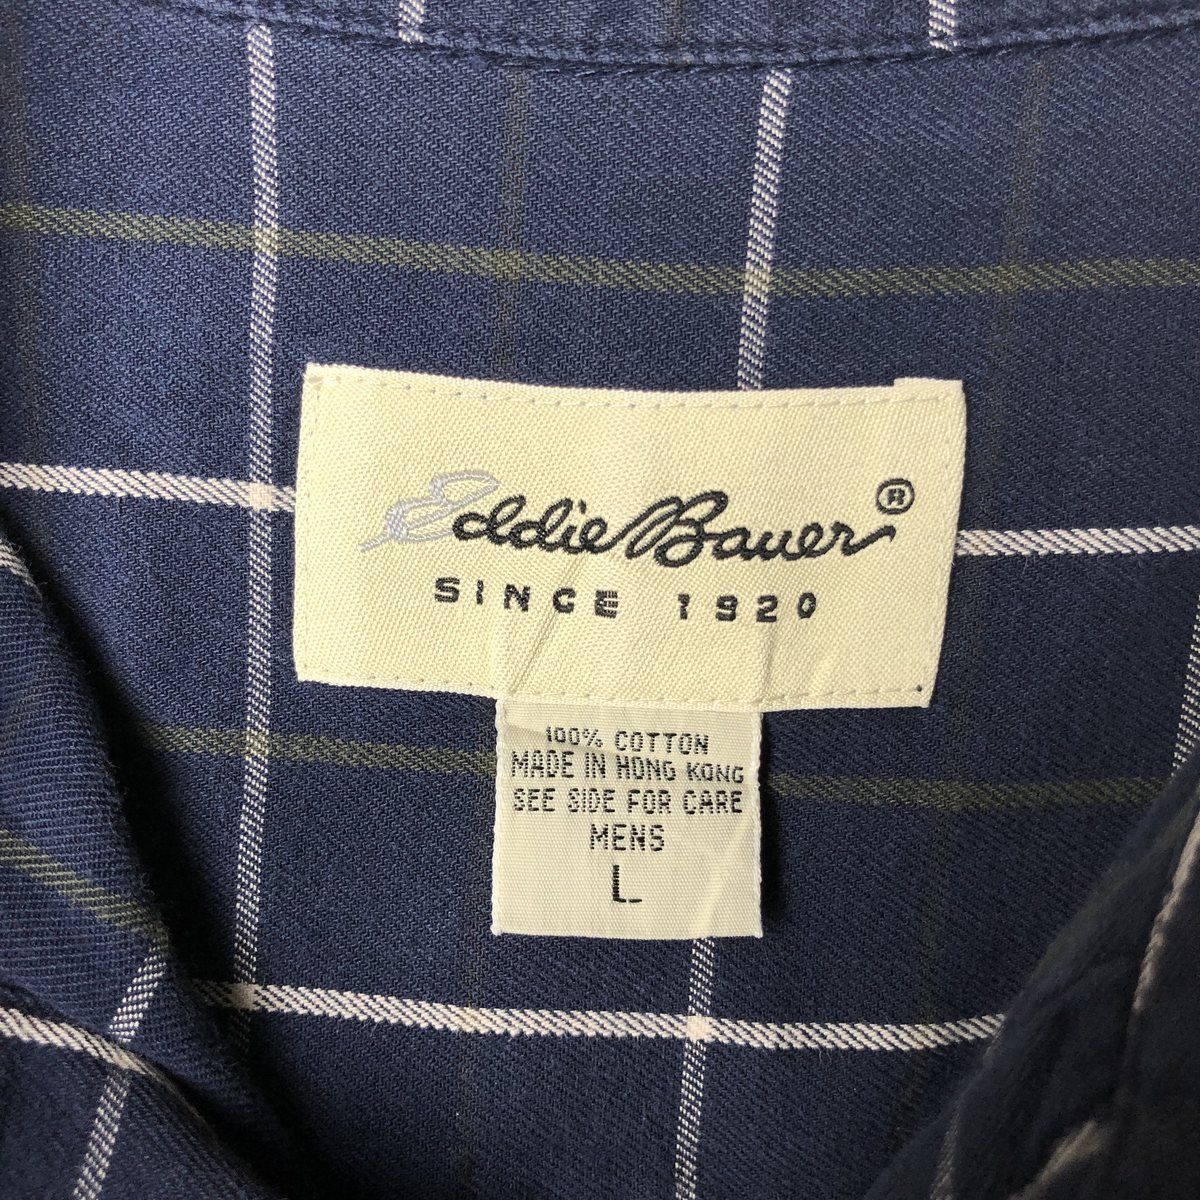 Eddie Bauer®
SINCE 1920
100% COTTON
MADE IN HONG KONG
SEE SIDE FOR CARE
MENS
L